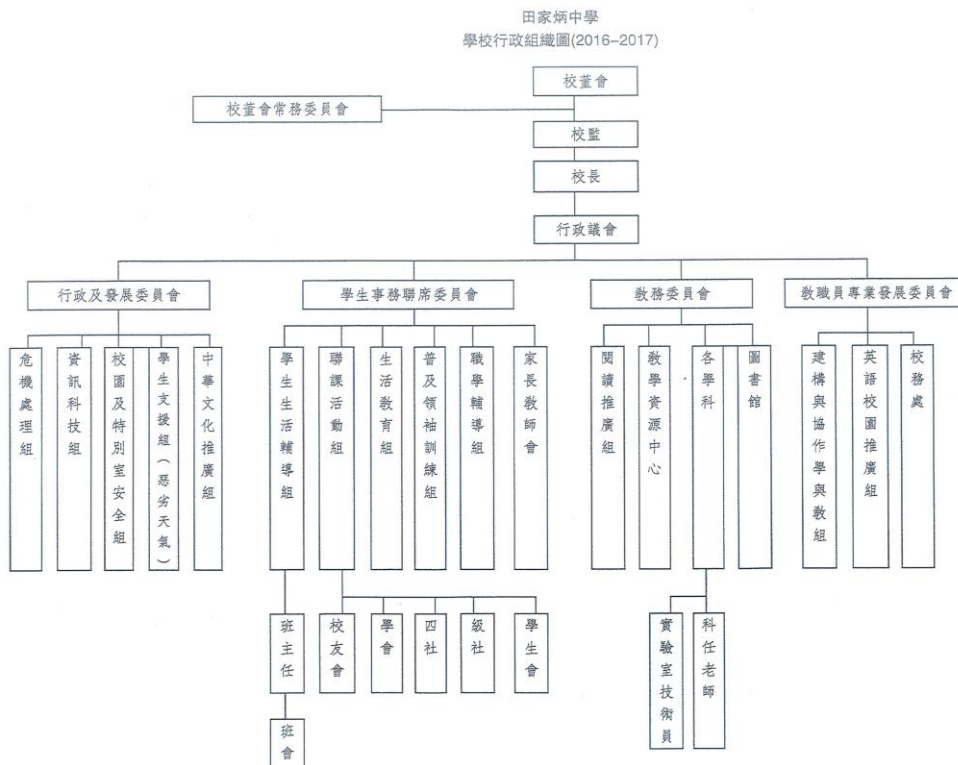 田家炳中學
學校行政組織圖(2016–2017)
校董會
校董會常務委員會
校監
校長
行政議會
行政及發展委員會
學生事務聯席委員會
教務委員會
教職員專業發展委員會
危機處理組
資訊科技組
校園及特別室安全組
學生支援組(惡劣天氣)
中華文化推廣組
學生生活輔導組
聯課活動組
生活教育組
普及領袖訓練組
職學輔導組
家長教師會
閱讀推廣組
教學資源中心
各學科
圖書館
建構與協作學與教組
英語校園推廣組
校務處
班主任
校友會
學會
四社
級社
學生會
實驗室技術員
科任老師
班會